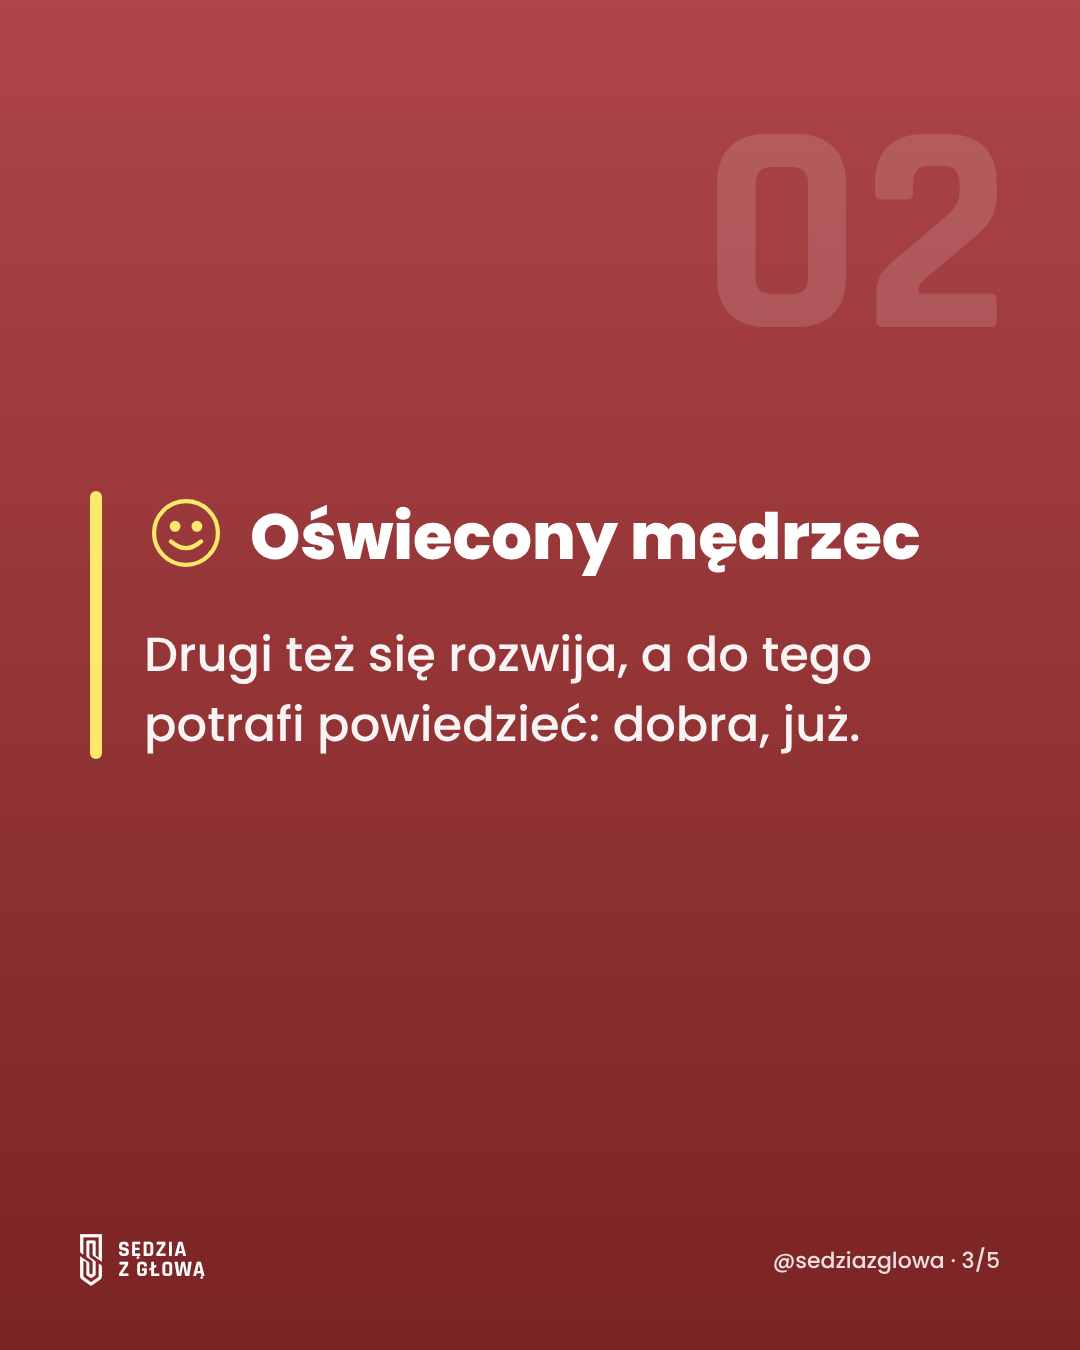 02
Oświecony mędrzec
Drugi też się rozwija, a do tego
potrafi powiedzieć: dobra, już.
SĘDZIA
Z GŁOWĄ
@sedziazglowa · 3/5